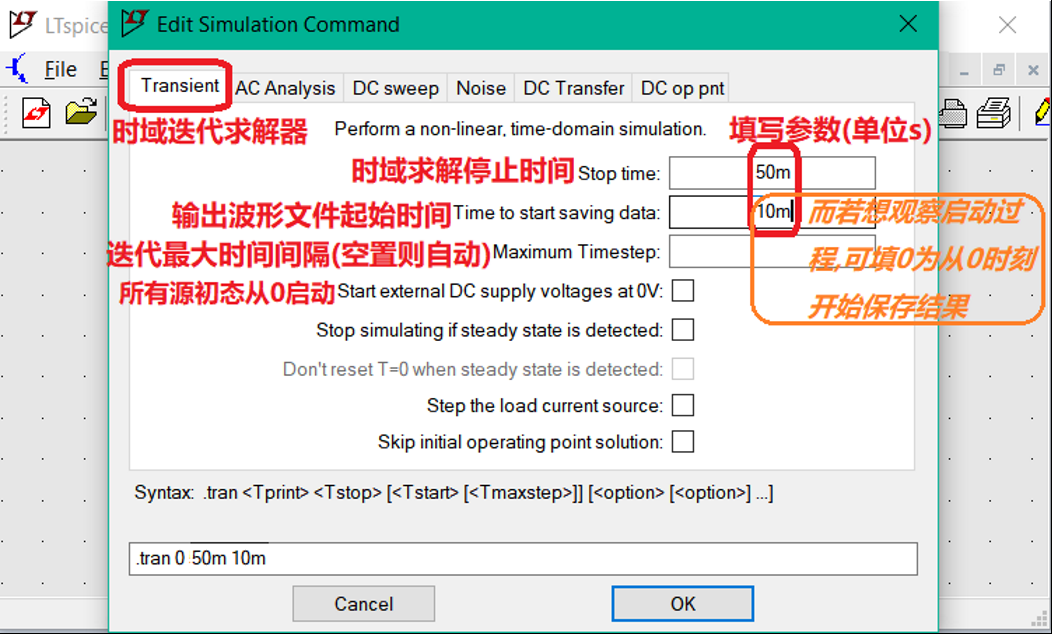 LTspice
Edit Simulation Command
File
Transient
AC Analysis
DC sweep
Noise
DC Transfer
DC op pnt
时域迭代求解器
Perform a non-linear, time-domain simulation.
填写参数(单位s)
时域求解停止时间
Stop time:
50m
输出波形文件起始时间
Time to start saving data:
10m
而若想观察启动过
程,可填0为从0时刻
开始保存结果
迭代最大时间间隔(空置则自动)
Maximum Timestep:
所有源初态从0启动
Start external DC supply voltages at 0V:
Stop simulating if steady state is detected:
Don't reset T=0 when steady state is detected:
Step the load current source:
Skip initial operating point solution:
Syntax: .tran <Tprint> <Tstop> [<Tstart> [<Tmaxstep>]] [<option> [<option>] ...]
.tran 0 50m 10m
Cancel
OK